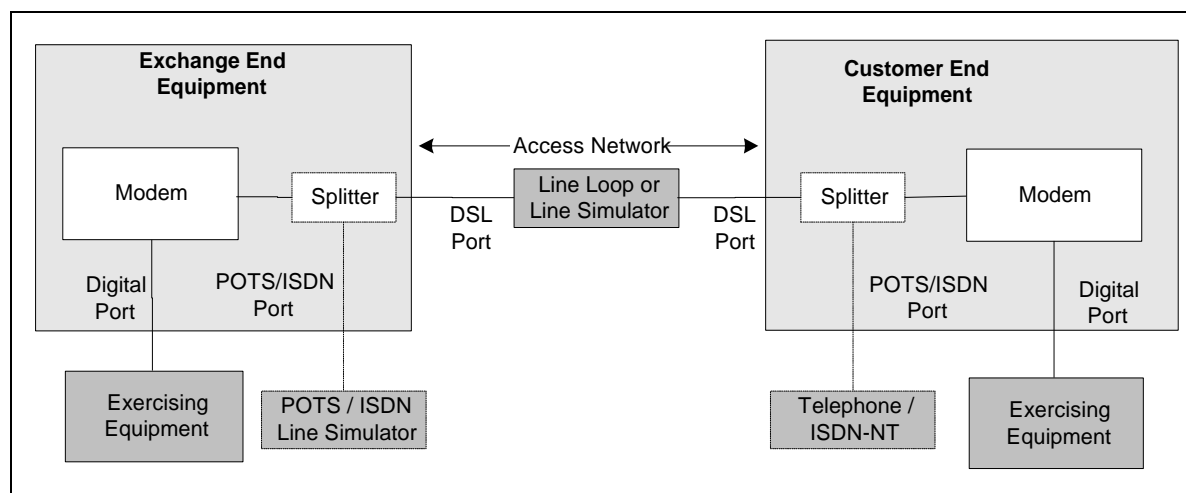 Exchange End
Equipment
Customer End
Equipment
Access Network
Modem
Splitter
Line Loop or
Line Simulator
Splitter
Modem
DSL
Port
DSL
Port
Digital
Port
POTS/ISDN
Port
POTS/ISDN
Port
Digital
Port
Exercising
Equipment
POTS / ISDN
Line Simulator
Telephone /
ISDN-NT
Exercising
Equipment